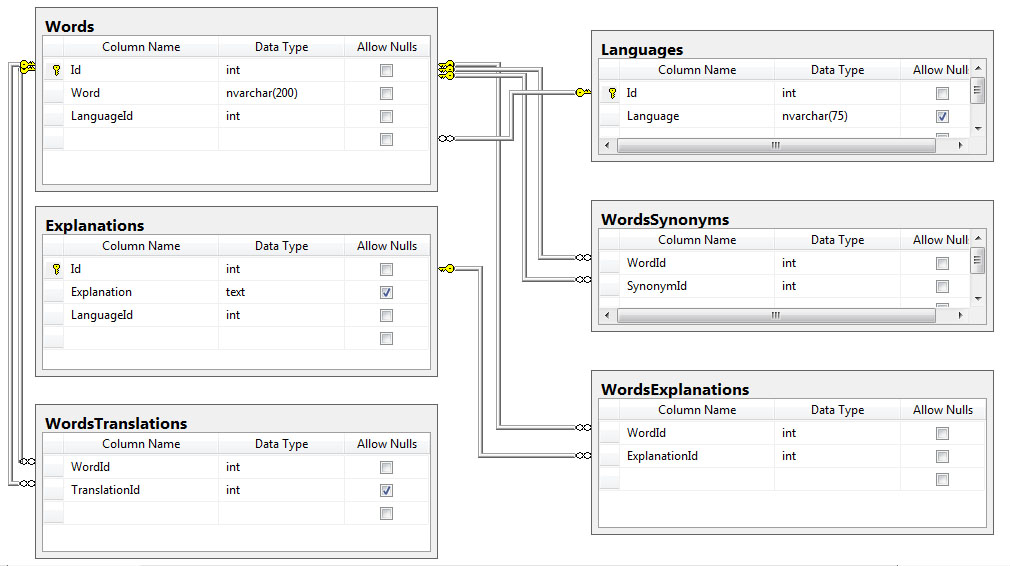 Words
Column Name Data Type Allow Nulls
Id int
Word nvarchar(200)
LanguageId int
Languages
Column Name Data Type Allow Null
Id int
Language nvarchar(75)
Explanations
Column Name Data Type Allow Nulls
Id int
Explanation text
LanguageId int
WordsSynonyms
Column Name Data Type Allow Null
WordId int
SynonymId int
WordsTranslations
Column Name Data Type Allow Nulls
WordId int
TranslationId int
WordsExplanations
Column Name Data Type Allow Nulls
WordId int
ExplanationId int